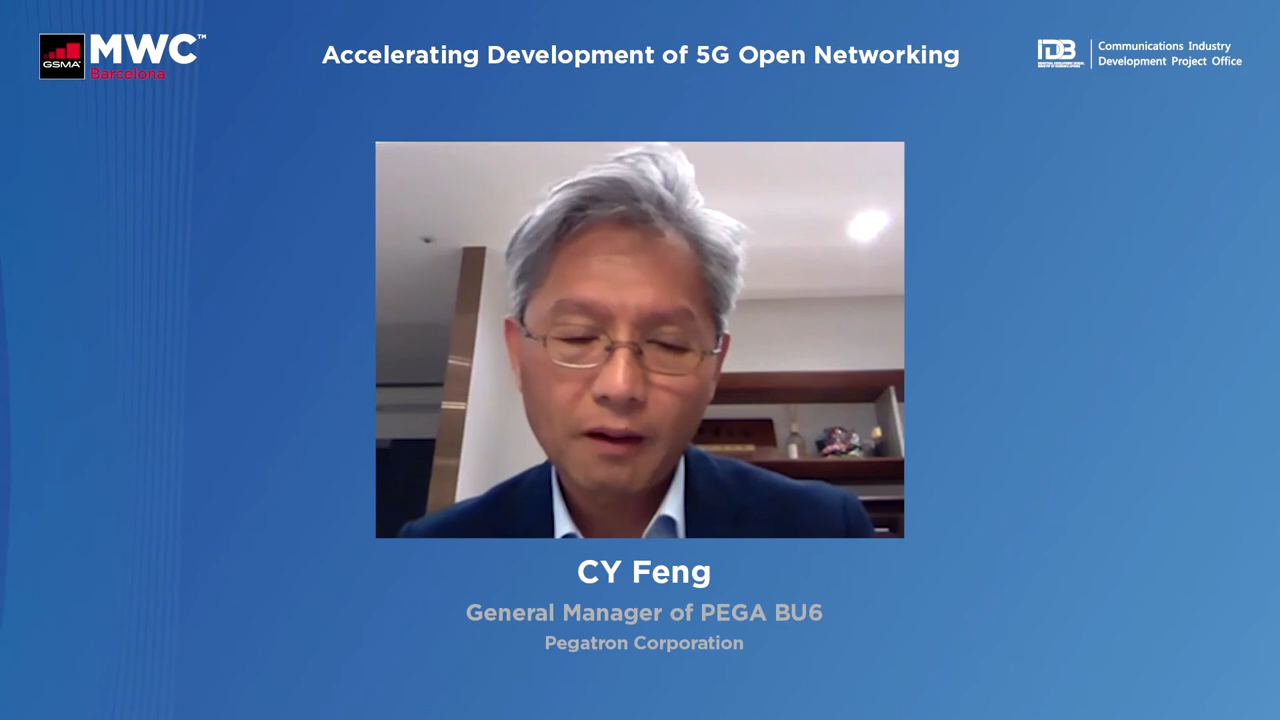 GSMA
MWC™
Barcelona
Accelerating Development of 5G Open Networking
IDB
Communications Industry
Development Project Office
CY Feng
General Manager of PEGA BU6
Pegatron Corporation